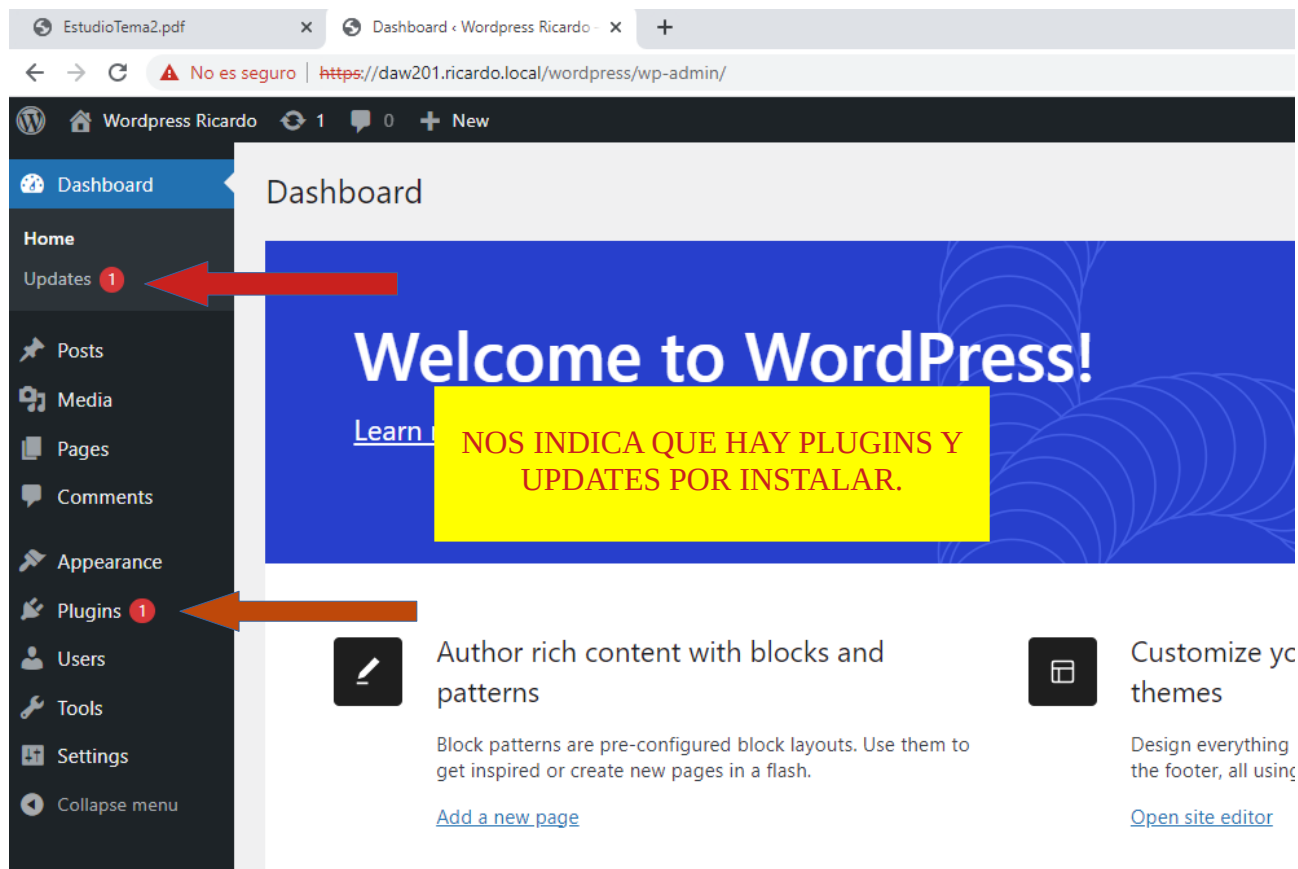 EstudioTema2.pdf
Dashboard ‹ Wordpress Ricardo -
No es seguro
https://daw201.ricardo.local/wordpress/wp-admin/
Wordpress Ricardo
1
0
New
Dashboard
Home
Updates 1
Posts
Media
Pages
Comments
Appearance
Plugins 1
Users
Tools
Settings
Collapse menu
Dashboard
Welcome to WordPress!
Learn
NOS INDICA QUE HAY PLUGINS Y
UPDATES POR INSTALAR.
Author rich content with blocks and
patterns
Block patterns are pre-configured block layouts. Use them to
get inspired or create new pages in a flash.
Add a new page
Customize yo
themes
Design everything
the footer, all using
Open site editor